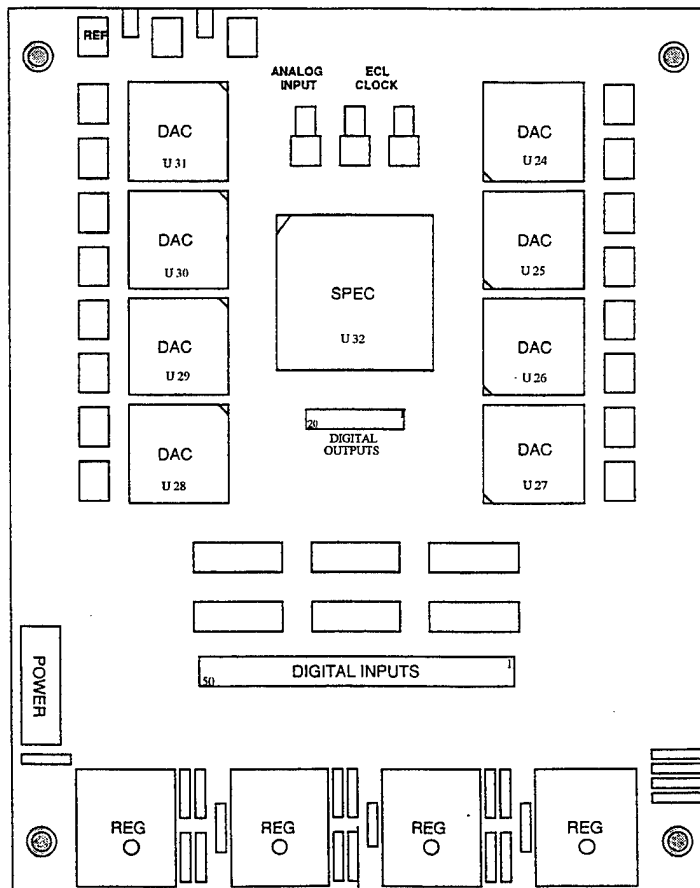 REF
ANALOG INPUT
ECL CLOCK
DAC
U 31
DAC
U 24
DAC
U 30
DAC
U 25
SPEC
U 32
DAC
U 29
DAC
U 26
20 1
DIGITAL OUTPUTS
DAC
U 28
DAC
U 27
POWER
50 DIGITAL INPUTS 1
REG
REG
REG
REG